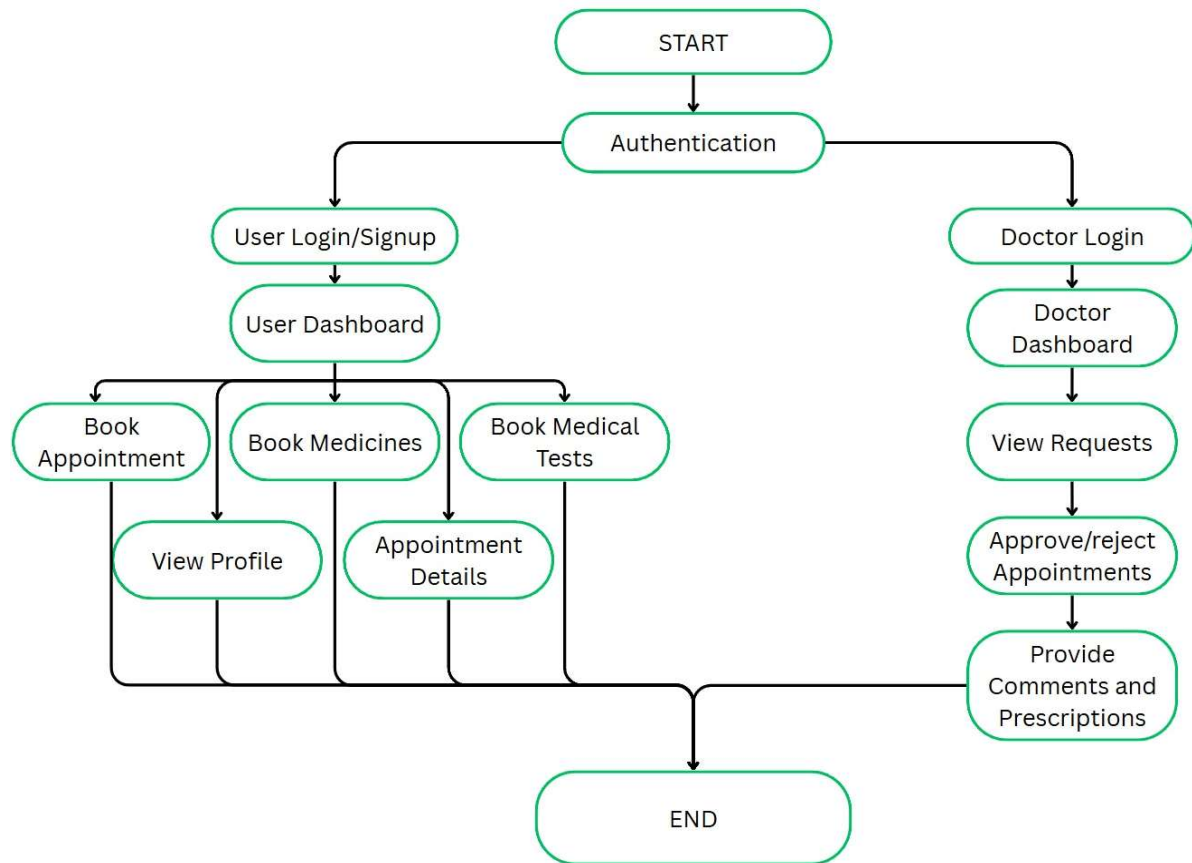 START
Authentication
User Login/Signup
Doctor Login
User Dashboard
Doctor
Dashboard
Book
Appointment
Book Medicines
Book Medical
Tests
View Requests
View Profile
Appointment
Details
Approve/reject
Appointments
Provide
Comments and
Prescriptions
END